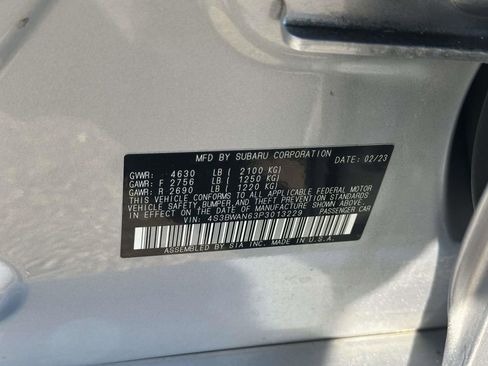 MFD BY SUBARU CORPORATION
GVWR: 4630 LB ( 2100 KG) DATE: 02/23
GAWR: F 2756 LB ( 1250 KG)
GAWR: R 2690 LB ( 1220 KG)
THIS VEHICLE CONFORMS TO ALL APPLICABLE FEDERAL MOTOR
VEHICLE SAFETY, BUMPER, AND THEFT PREVENTION STANDARDS
IN EFFECT ON THE DATE OF MANUFACTURE SHOWN ABOVE.
VIN: 4S3BWAN63P3013229 PASSENGER CAR
ASSEMBLED BY SIA INC. MADE IN U.S.A.